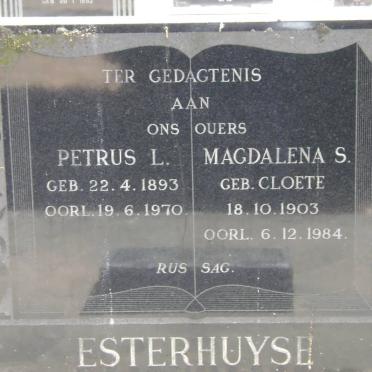 TER GEDAGTENIS
AAN
ONS OUERS
PETRUS L.
GEB. 22.4.1893
OORL. 19.6.1970
MAGDALENA S.
GEB. CLOETE
18.10.1903
OORL. 6.12.1984.
RUS SAG.
ESTERHUYSE